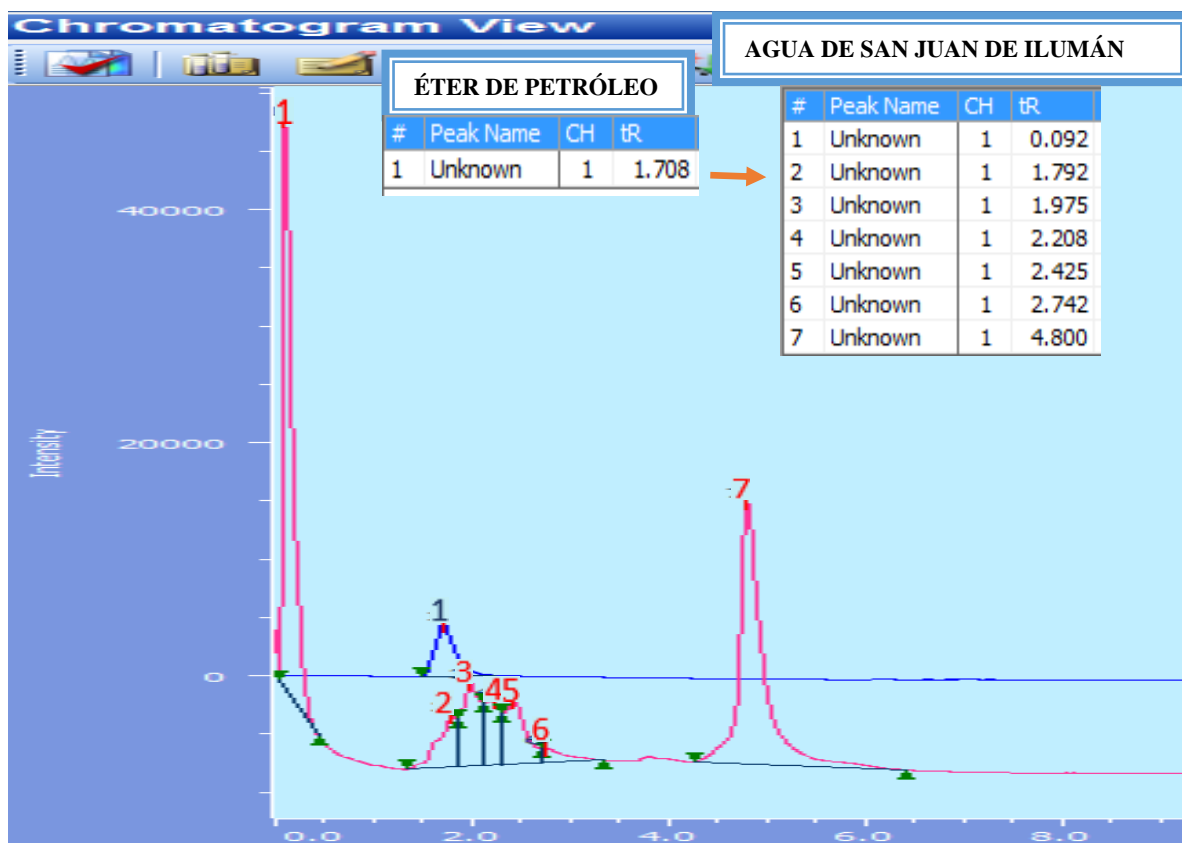 Chromatogram View
ÉTER DE PETRÓLEO
# Peak Name CH tR
1 Unknown 1 1.708
AGUA DE SAN JUAN DE ILUMÁN
# Peak Name CH tR
1 Unknown 1 0.092
2 Unknown 1 1.792
3 Unknown 1 1.975
4 Unknown 1 2.208
5 Unknown 1 2.425
6 Unknown 1 2.742
7 Unknown 1 4.800
Intensity
40000
20000
0
1
7
1
3
2
45
6
0.0 2.0 4.0 6.0 8.0